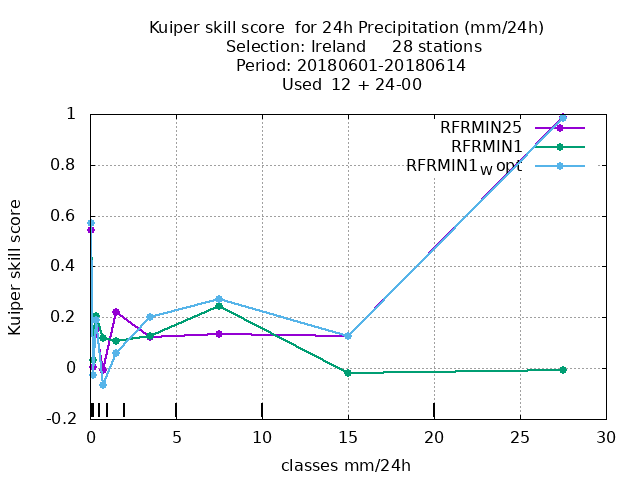 Kuiper skill score  for 24h Precipitation (mm/24h)
Selection: Ireland     28 stations
Period: 20180601-20180614
Used  12 + 24-00
1
0.8
0.6
0.4
0.2
0
-0.2
Kuiper skill score
RFRMIN25
RFRMIN1
RFRMIN1w opt
0 5 10 15 20 25 30
classes mm/24h